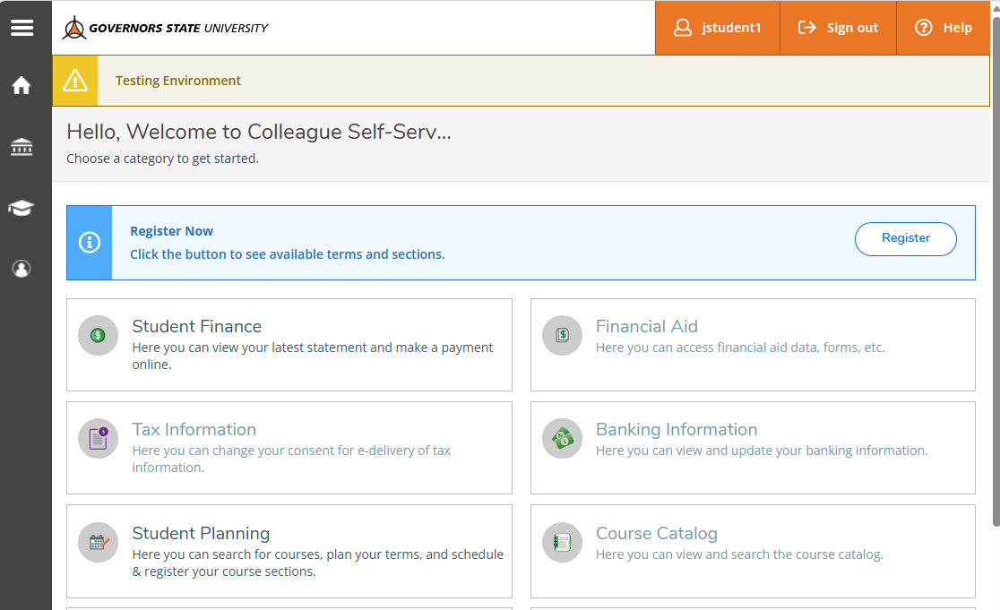 GOVERNORS STATE UNIVERSITY
jstudent1
Sign out
Help
Testing Environment
Hello, Welcome to Colleague Self-Serv...
Choose a category to get started.
Register Now
Click the button to see available terms and sections.
Register
Student Finance
Here you can view your latest statement and make a payment
online.
Financial Aid
Here you can access financial aid data, forms, etc.
Tax Information
Here you can change your consent for e-delivery of tax
information.
Banking Information
Here you can view and update your banking information.
Student Planning
Here you can search for courses, plan your terms, and schedule
& register your course sections.
Course Catalog
Here you can view and search the course catalog.